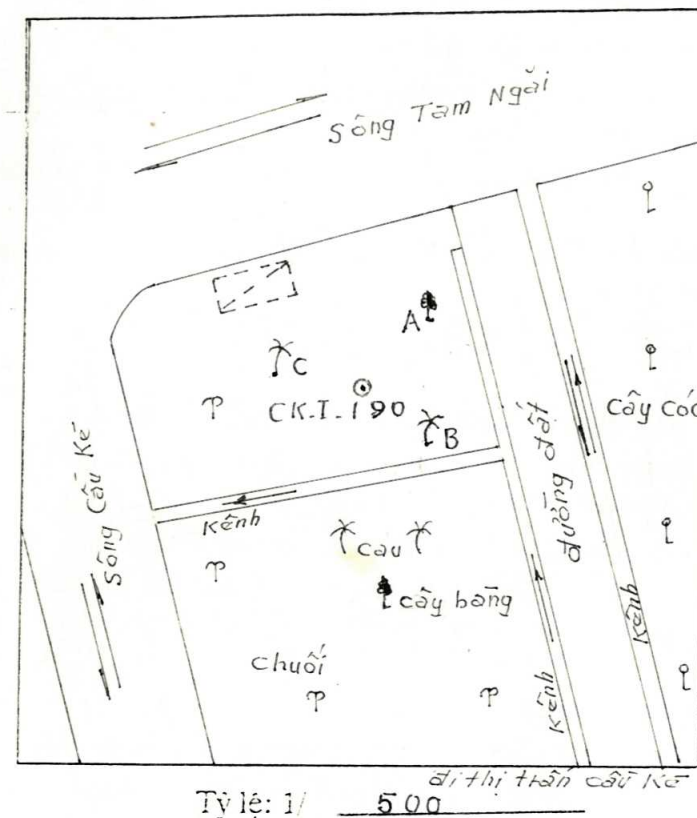 Sông Tam Ngãi
A
C
CK-I-190
B
Cây Cóc
Sông Cầu Kè
đường đất
Kênh
Cau
cây bàng
Kênh
Chuối
Kênh
đi thị trấn cầu Kè
Tỷ lệ: 1/ 500